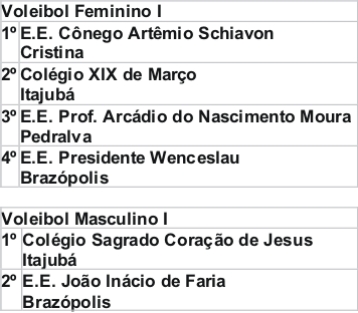 Voleibol Feminino I
1º E.E. Cônego Artêmio Schiavon
Cristina
2º Colégio XIX de Março
Itajubá
3º E.E. Prof. Arcádio do Nascimento Moura
Pedralva
4º E.E. Presidente Wenceslau
Brazópolis
Voleibol Masculino I
1º Colégio Sagrado Coração de Jesus
Itajubá
2º E.E. João Inácio de Faria
Brazópolis